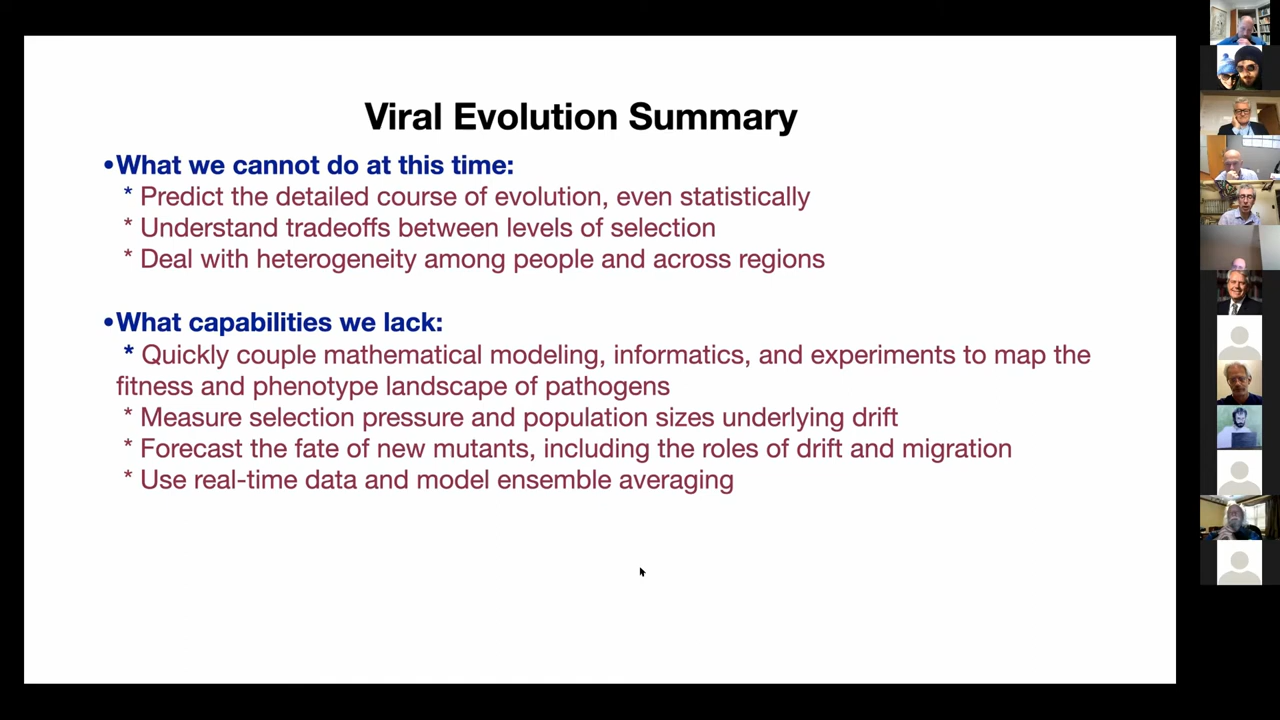 Viral Evolution Summary
•What we cannot do at this time:
* Predict the detailed course of evolution, even statistically
* Understand tradeoffs between levels of selection
* Deal with heterogeneity among people and across regions
•What capabilities we lack:
* Quickly couple mathematical modeling, informatics, and experiments to map the
fitness and phenotype landscape of pathogens
* Measure selection pressure and population sizes underlying drift
* Forecast the fate of new mutants, including the roles of drift and migration
* Use real-time data and model ensemble averaging